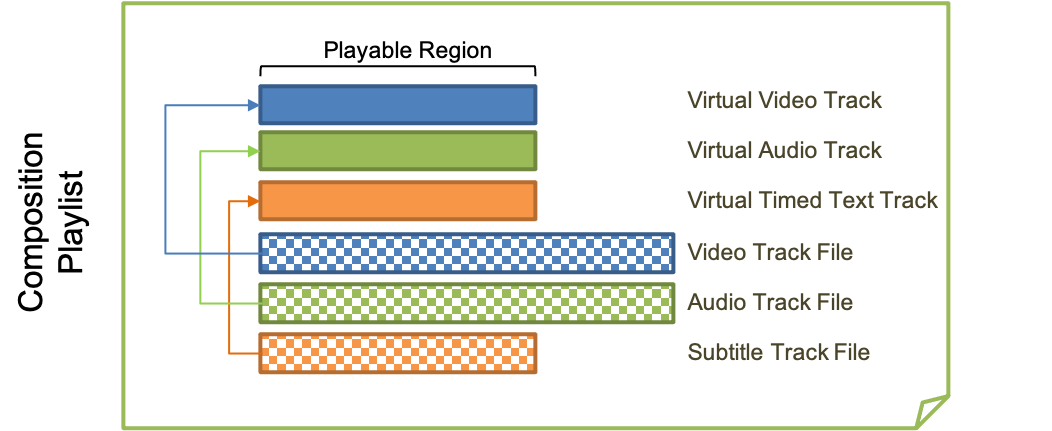 Composition
Playlist
Playable Region
Virtual Video Track
Virtual Audio Track
Virtual Timed Text Track
Video Track File
Audio Track File
Subtitle Track File